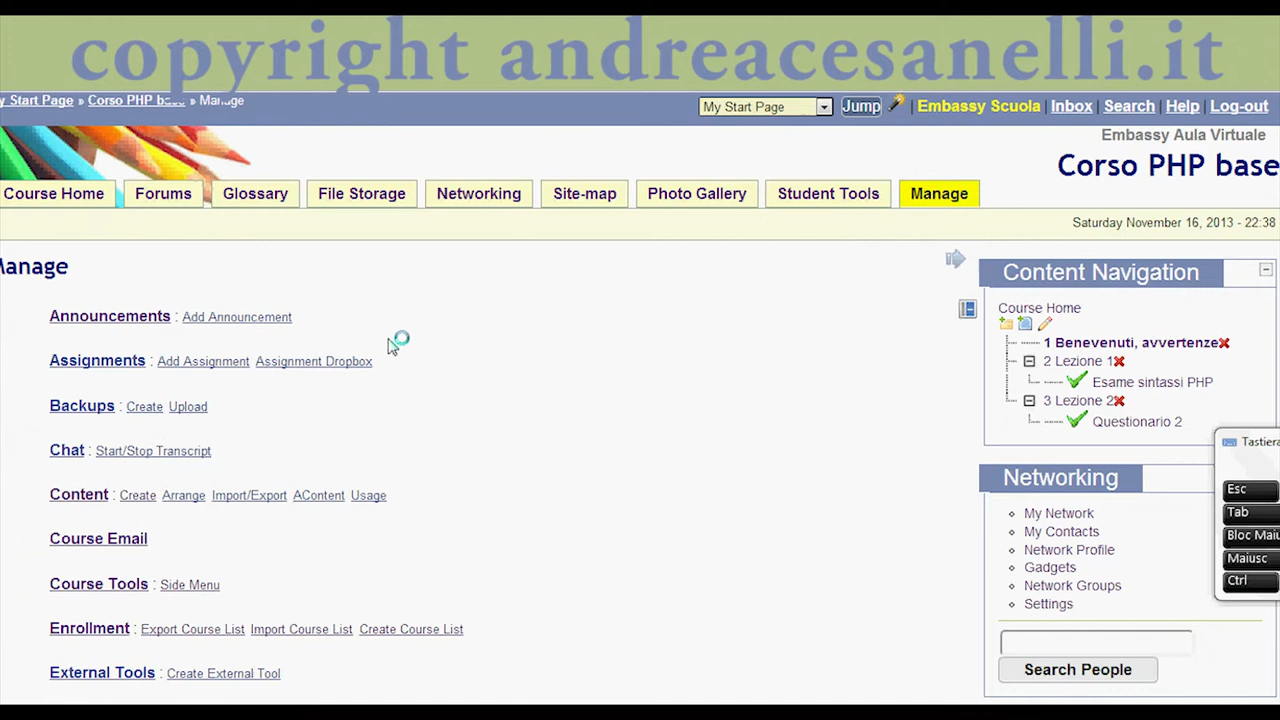 copyright andreacesanelli.it
y Start Page » Corso PHP base » Manage
My Start Page Jump | Embassy Scuola | Inbox | Search | Help | Log-out
Embassy Aula Virtuale
Corso PHP base
Course Home Forums Glossary File Storage Networking Site-map Photo Gallery Student Tools Manage
Saturday November 16, 2013 - 22:38
Manage
Announcements : Add Announcement
Assignments : Add Assignment Assignment Dropbox
Backups : Create Upload
Chat : Start/Stop Transcript
Content : Create Arrange Import/Export AContent Usage
Course Email
Course Tools : Side Menu
Enrollment : Export Course List Import Course List Create Course List
External Tools : Create External Tool
Content Navigation
Course Home
1 Benevenuti, avvertenze
2 Lezione 1
Esame sintassi PHP
3 Lezione 2
Questionario 2
Networking
My Network
My Contacts
Network Profile
Gadgets
Network Groups
Settings
Search People
Tastiera
Esc
Tab
Bloc Maiu
Maiusc
Ctrl